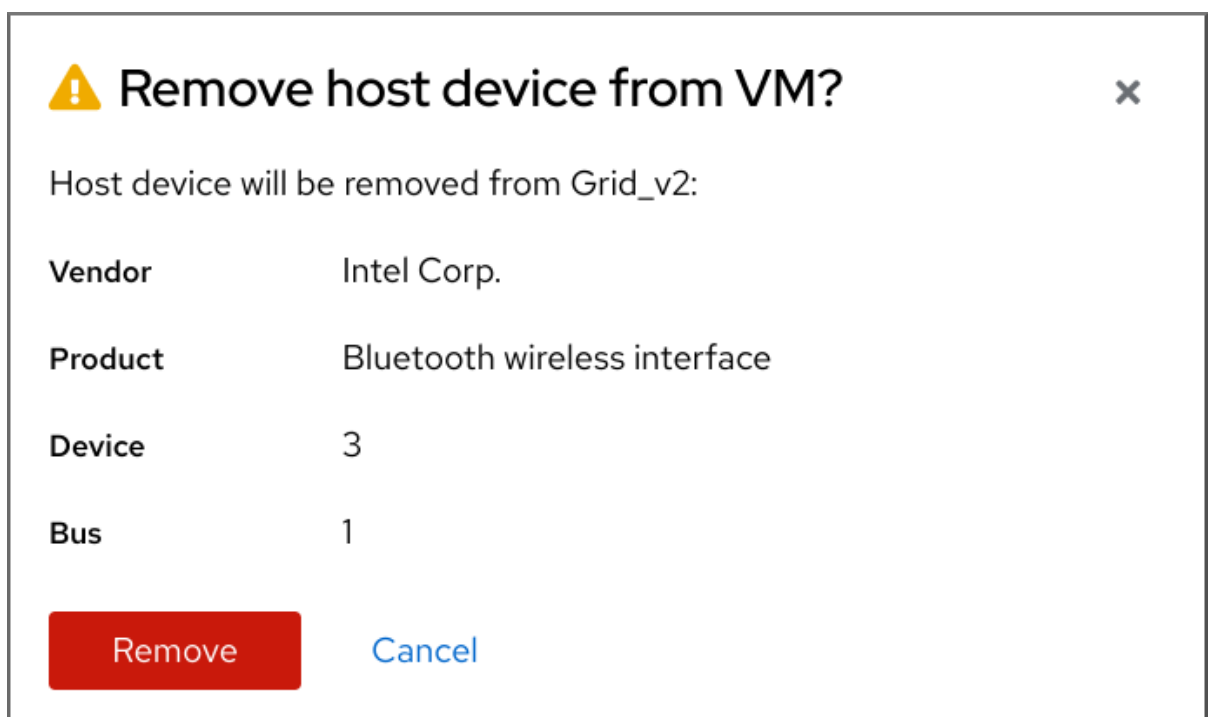 Remove host device from VM?
Host device will be removed from Grid_v2:
Vendor Intel Corp.
Product Bluetooth wireless interface
Device 3
Bus 1
Remove Cancel